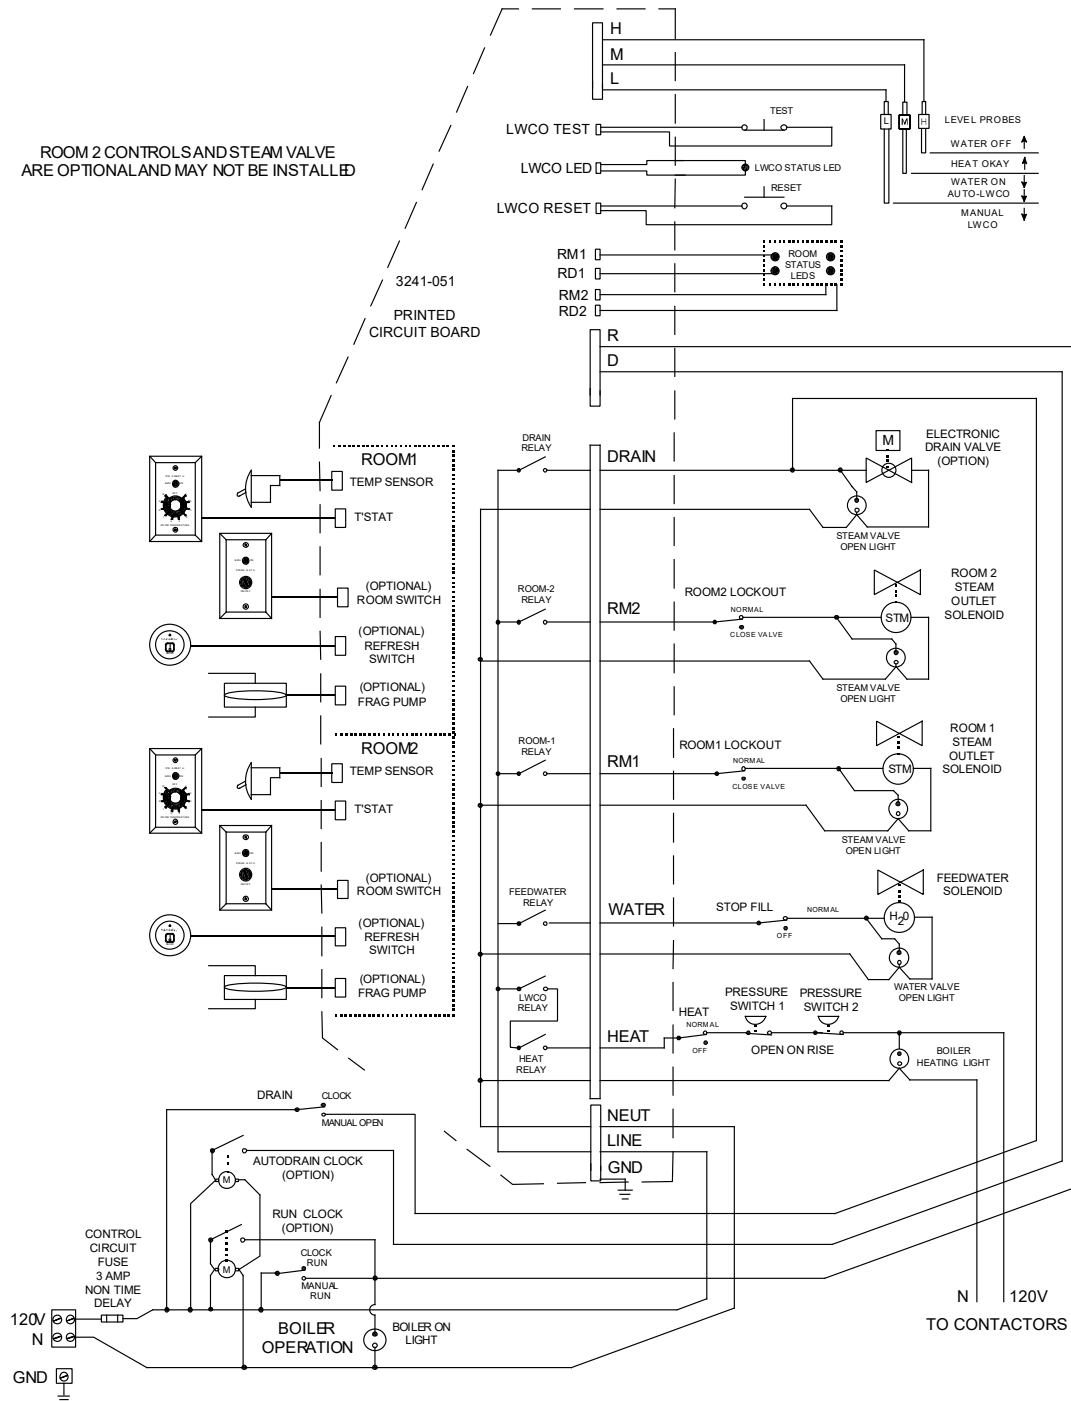 H
M
L
LWCO TEST
TEST
L
M
H
LEVEL PROBES
WATER OFF
HEAT OKAY
WATER ON
AUTO-LWCO
MANUAL
LWCO
ROOM 2 CONTROLS AND STEAM VALVE
ARE OPTIONAL AND MAY NOT BE INSTALLED
LWCO LED
LWCO STATUS LED
LWCO RESET
RESET
RM1
RD1
RM2
RD2
ROOM
STATUS
LEDS
3241-051
PRINTED
CIRCUIT BOARD
R
D
DRAIN
RELAY
DRAIN
M
ELECTRONIC
DRAIN VALVE
(OPTION)
STEAM VALVE
OPEN LIGHT
ROOM1
TEMP SENSOR
T'STAT
(OPTIONAL)
ROOM SWITCH
(OPTIONAL)
REFRESH
SWITCH
(OPTIONAL)
FRAG PUMP
ROOM-2
RELAY
RM2
ROOM2 LOCKOUT
NORMAL
CLOSE VALVE
STM
ROOM 2
STEAM
OUTLET
SOLENOID
STEAM VALVE
OPEN LIGHT
ROOM2
TEMP SENSOR
T'STAT
(OPTIONAL)
ROOM SWITCH
(OPTIONAL)
REFRESH
SWITCH
(OPTIONAL)
FRAG PUMP
ROOM-1
RELAY
RM1
ROOM1 LOCKOUT
NORMAL
CLOSE VALVE
STM
ROOM 1
STEAM
OUTLET
SOLENOID
STEAM VALVE
OPEN LIGHT
FEEDWATER
RELAY
WATER
STOP FILL
NORMAL
OFF
H20
FEEDWATER
SOLENOID
WATER VALVE
OPEN LIGHT
LWCO
RELAY
HEAT
RELAY
HEAT
HEAT
NORMAL
OFF
PRESSURE
SWITCH 1
PRESSURE
SWITCH 2
OPEN ON RISE
BOILER
HEATING LIGHT
NEUT
LINE
GND
DRAIN
CLOCK
MANUAL OPEN
AUTODRAIN CLOCK
(OPTION)
M
RUN CLOCK
(OPTION)
M
CLOCK
RUN
MANUAL
RUN
CONTROL
CIRCUIT
FUSE
3 AMP
NON TIME
DELAY
120V
N
GND
BOILER
OPERATION
BOILER ON
LIGHT
N
120V
TO CONTACTORS